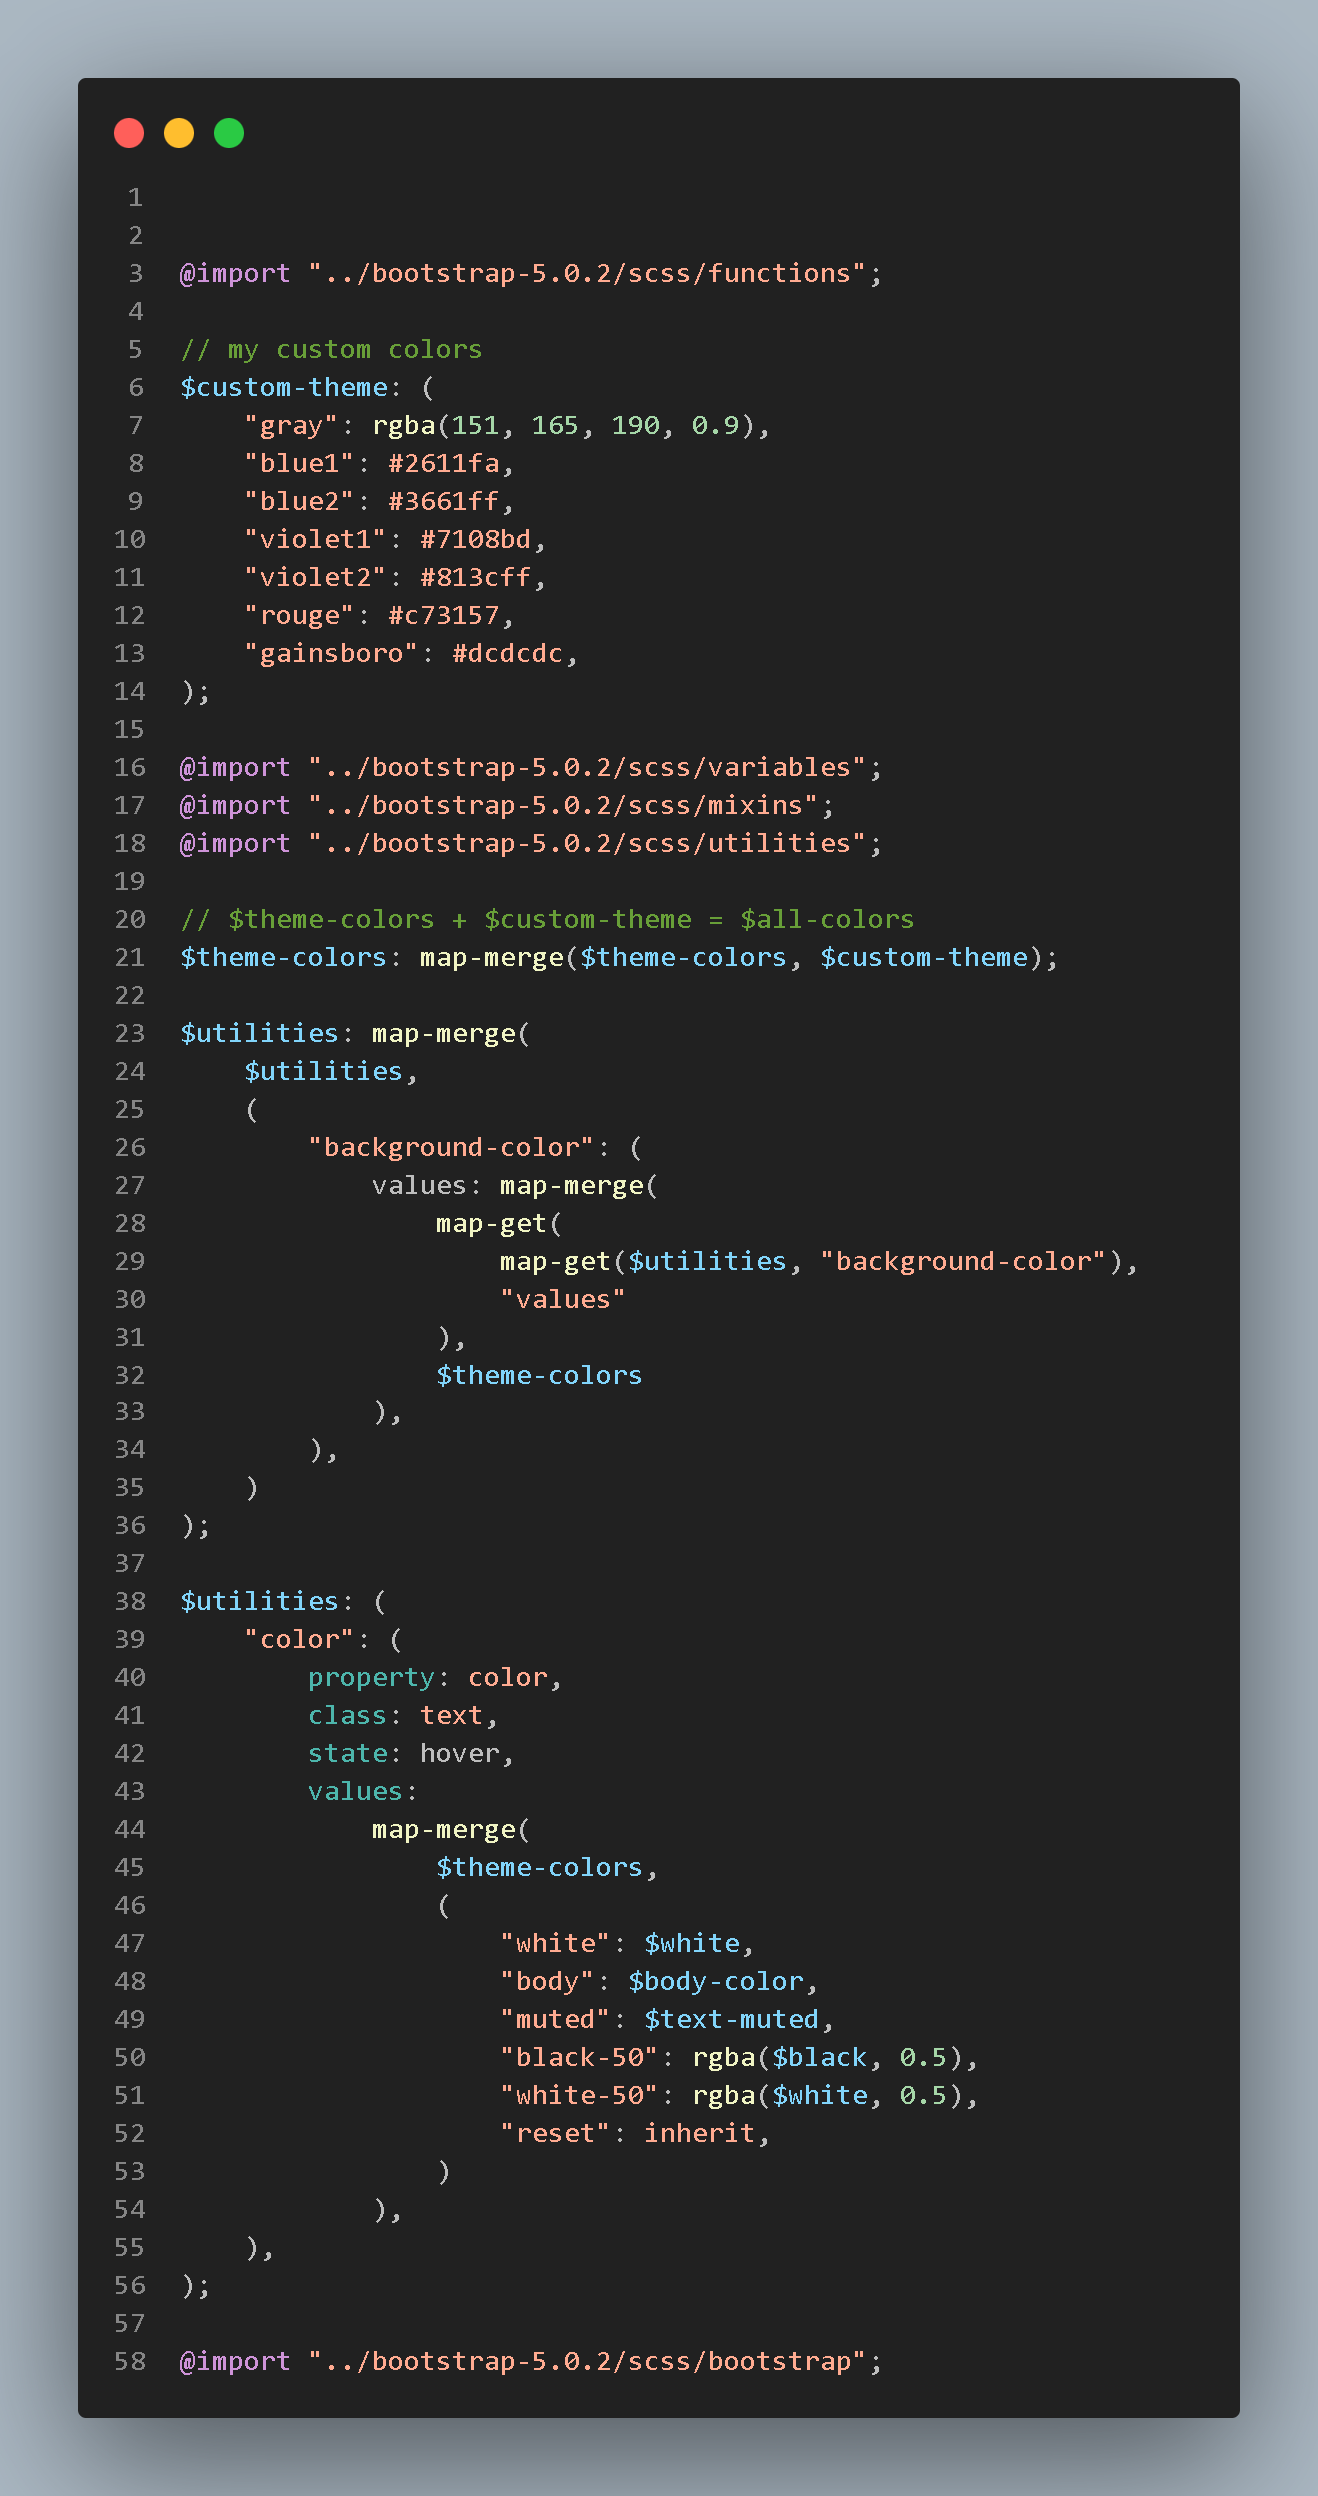 1
2
3 @import "../bootstrap-5.0.2/scss/functions";
4
5 // my custom colors
6 $custom-theme: (
7     "gray": rgba(151, 165, 190, 0.9),
8     "blue1": #2611fa,
9     "blue2": #3661ff,
10     "violet1": #7108bd,
11     "violet2": #813cff,
12     "rouge": #c73157,
13     "gainsboro": #dcdcdc,
14 );
15
16 @import "../bootstrap-5.0.2/scss/variables";
17 @import "../bootstrap-5.0.2/scss/mixins";
18 @import "../bootstrap-5.0.2/scss/utilities";
19
20 // $theme-colors + $custom-theme = $all-colors
21 $theme-colors: map-merge($theme-colors, $custom-theme);
22
23 $utilities: map-merge(
24     $utilities,
25     (
26         "background-color": (
27             values: map-merge(
28                 map-get(
29                     map-get($utilities, "background-color"),
30                     "values"
31                 ),
32                 $theme-colors
33             ),
34         ),
35     )
36 );
37
38 $utilities: (
39     "color": (
40         property: color,
41         class: text,
42         state: hover,
43         values:
44             map-merge(
45                 $theme-colors,
46                 (
47                     "white": $white,
48                     "body": $body-color,
49                     "muted": $text-muted,
50                     "black-50": rgba($black, 0.5),
51                     "white-50": rgba($white, 0.5),
52                     "reset": inherit,
53                 )
54             ),
55     ),
56 );
57
58 @import "../bootstrap-5.0.2/scss/bootstrap";